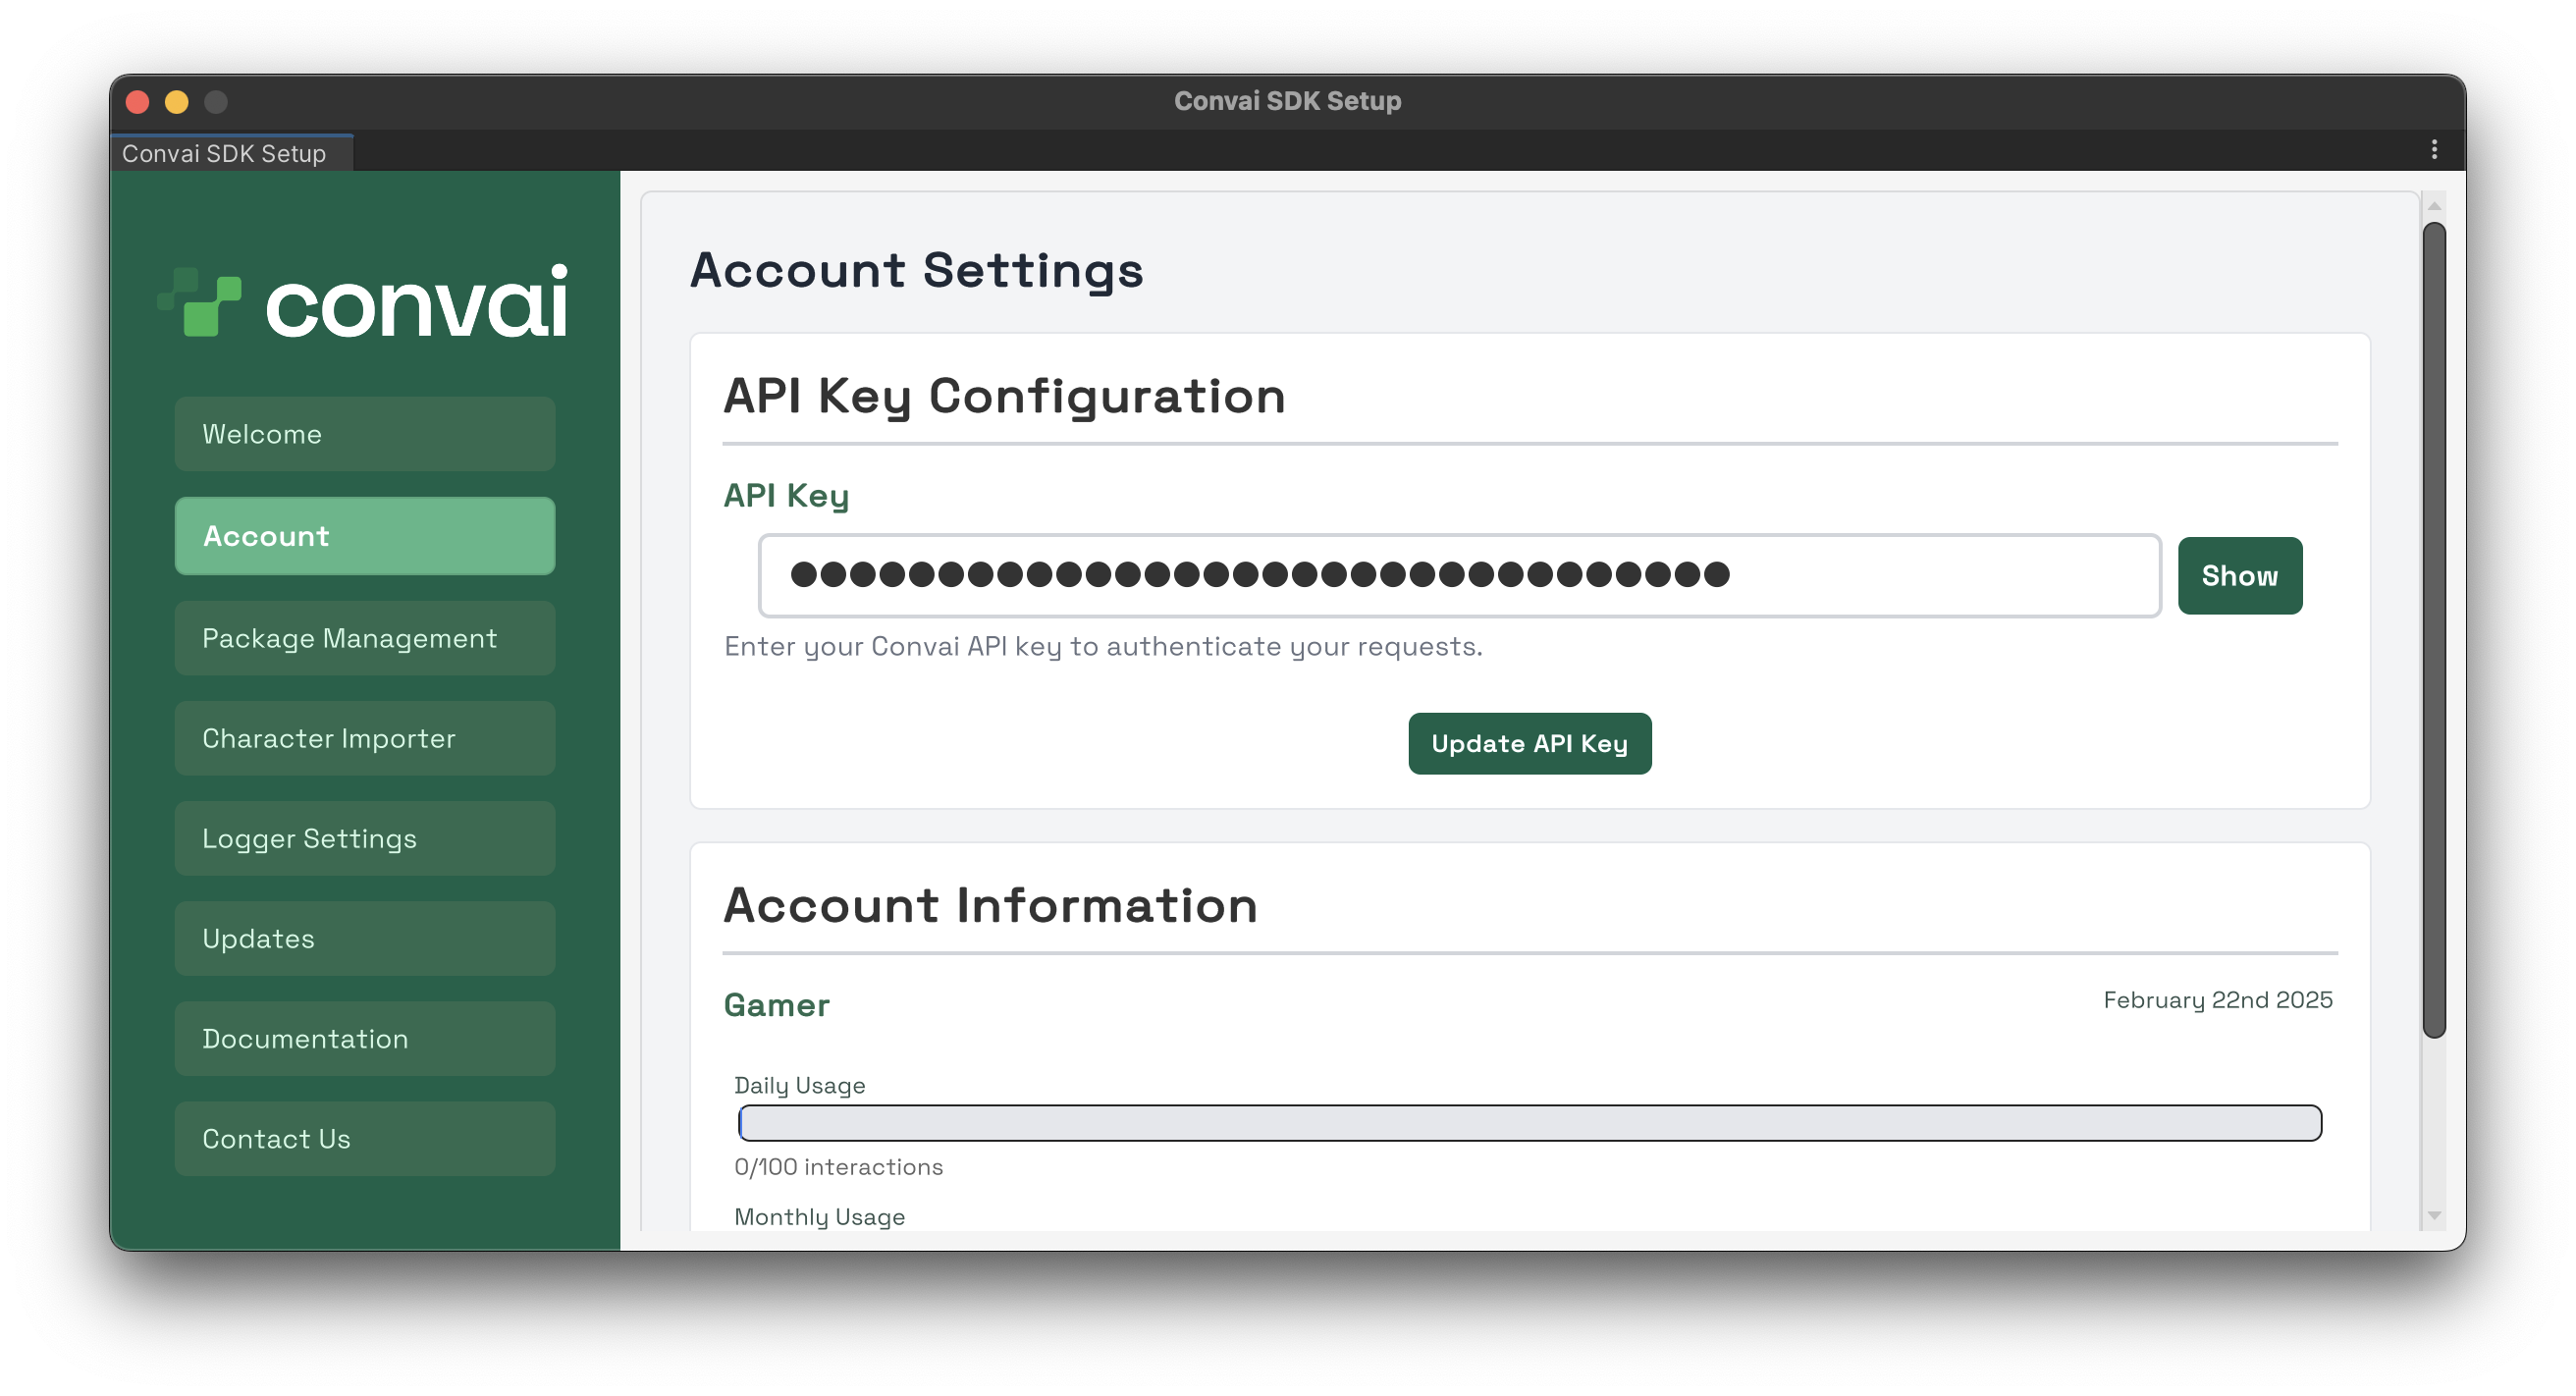 Convai SDK Setup
Convai SDK Setup
convai
Welcome
Account
Package Management
Character Importer
Logger Settings
Updates
Documentation
Contact Us
Account Settings
API Key Configuration
API Key
●●●●●●●●●●●●●●●●●●●●●●●●●●●●●●●●
Show
Enter your Convai API key to authenticate your requests.
Update API Key
Account Information
Gamer
February 22nd 2025
Daily Usage
0/100 interactions
Monthly Usage